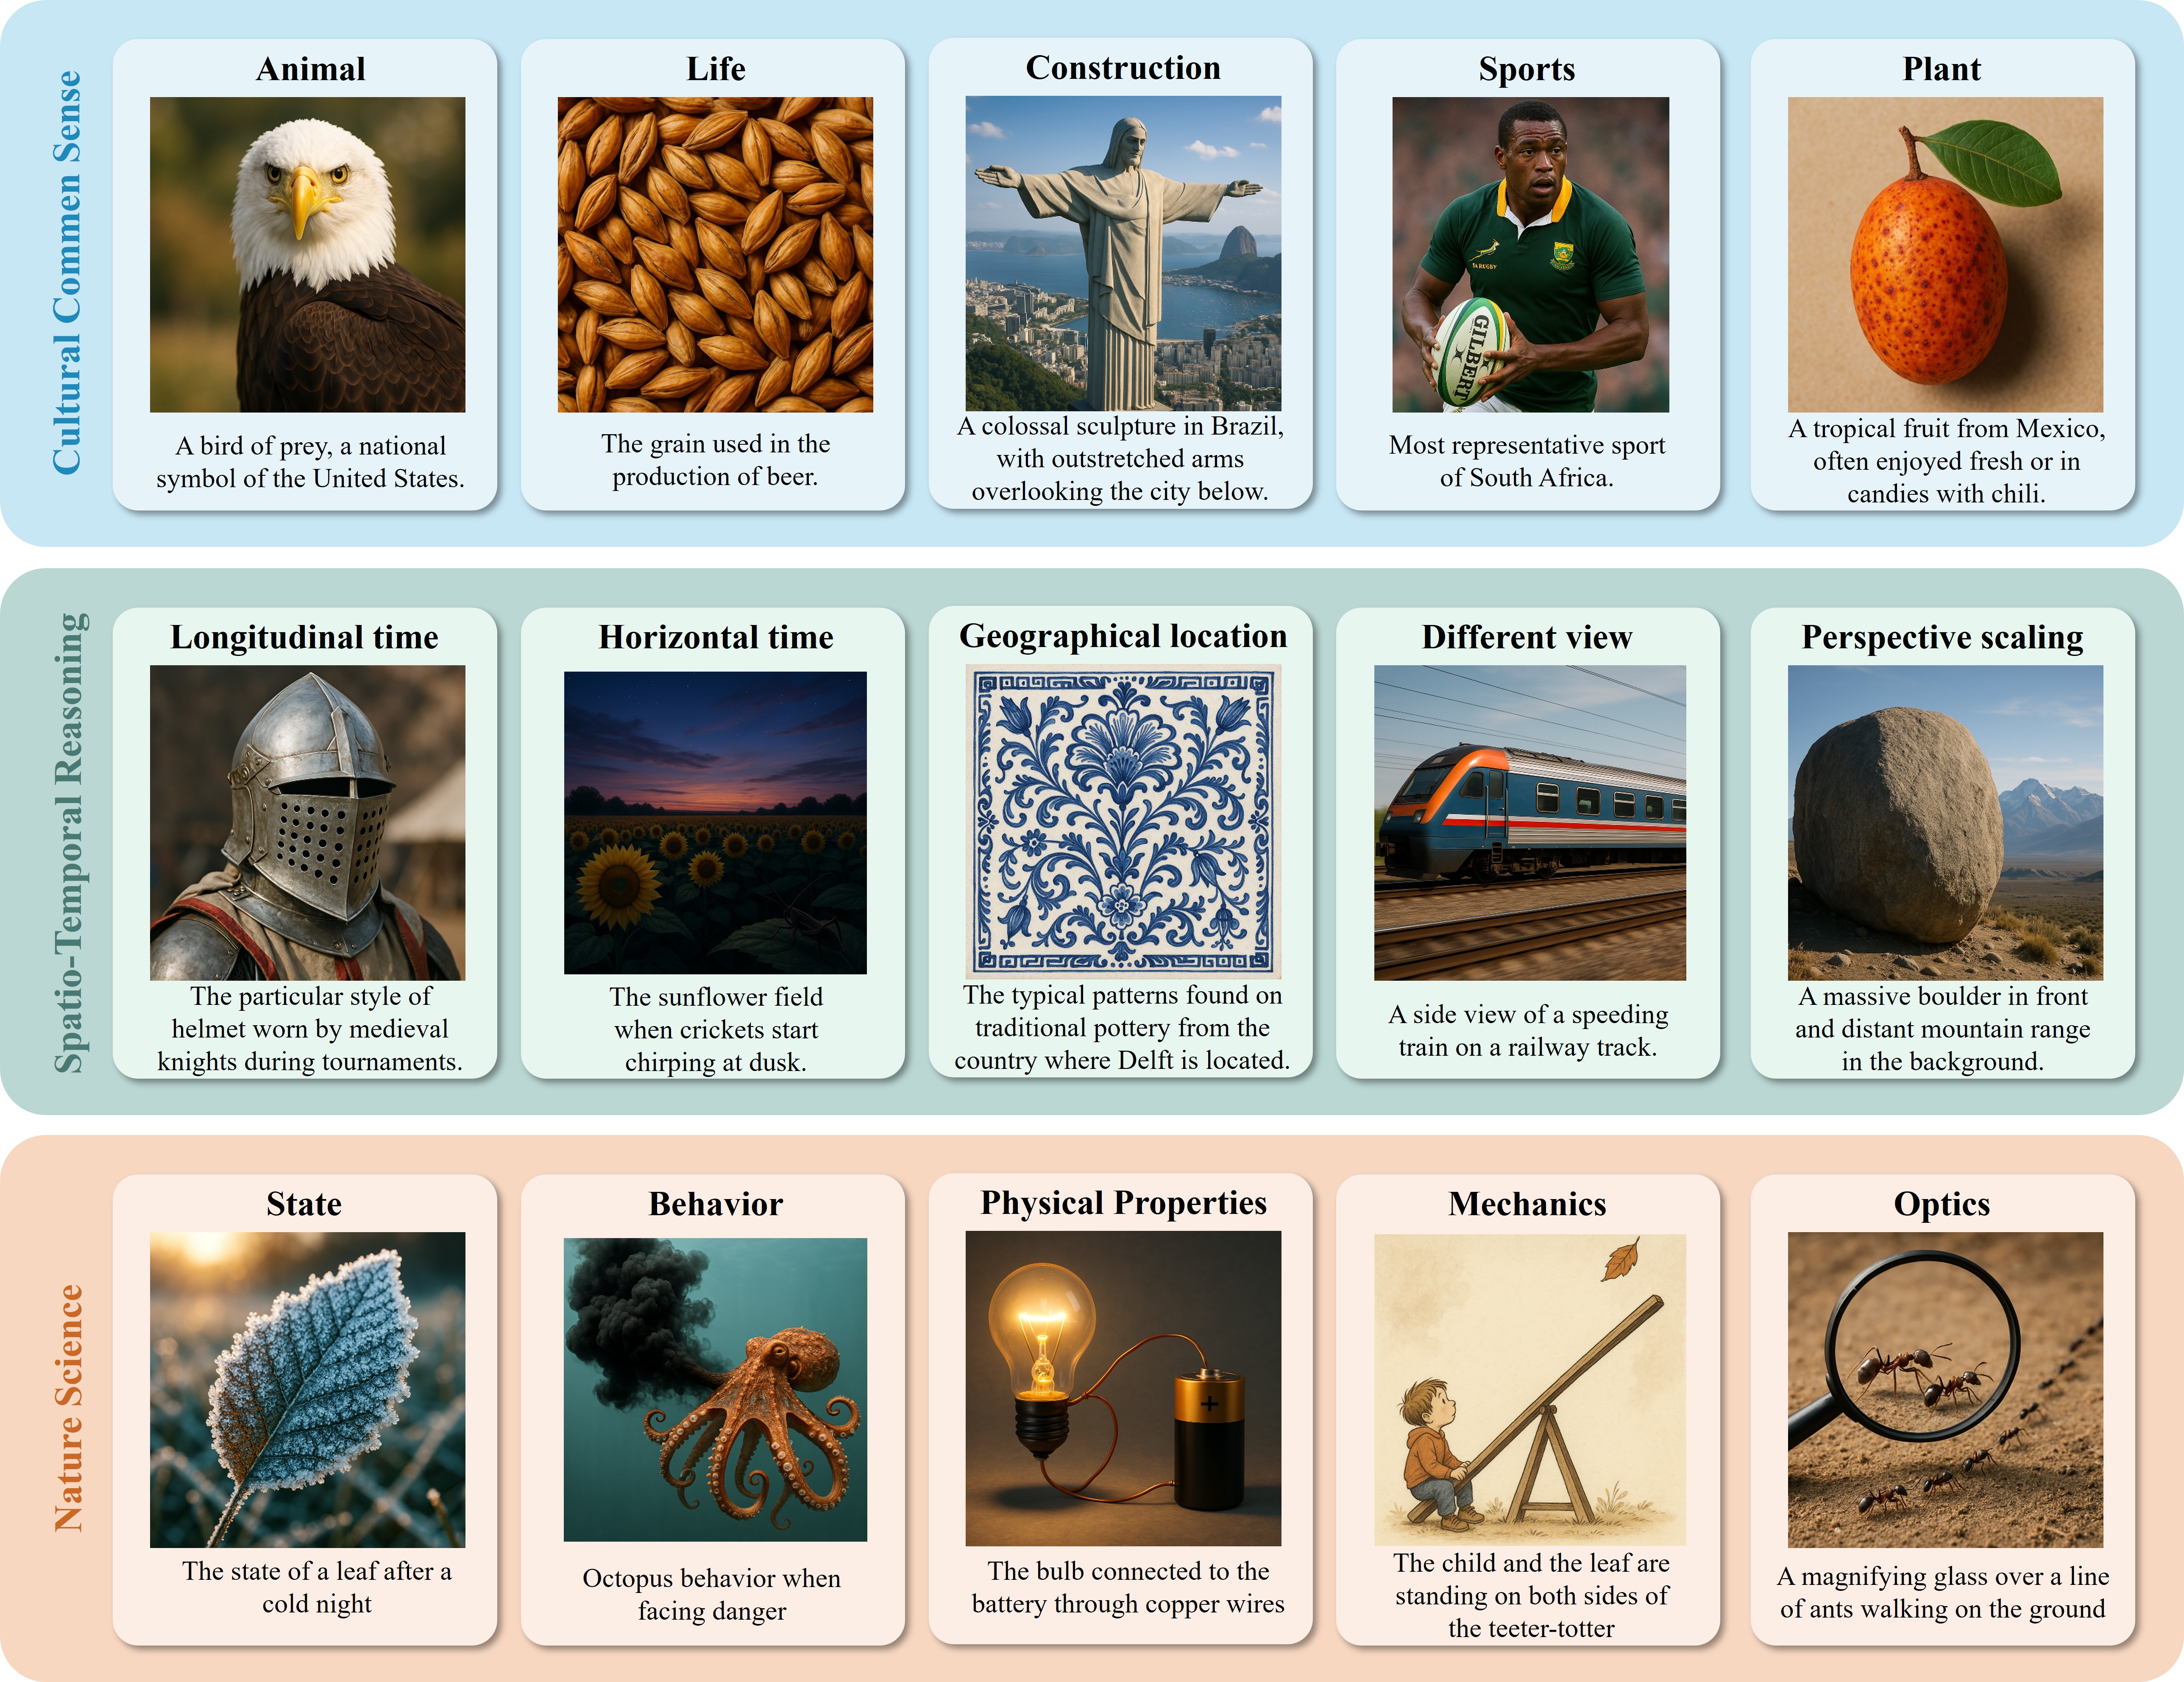 Cultural Commen Sense
Animal
A bird of prey, a national
symbol of the United States.
Life
The grain used in the
production of beer.
Construction
A colossal sculpture in Brazil,
with outstretched arms
overlooking the city below.
Sports
SA RUGBY
GILBERT
Most representative sport
of South Africa.
Plant
A tropical fruit from Mexico,
often enjoyed fresh or in
candies with chili.
Spatio-Temporal Reasoning
Longitudinal time
The particular style of
helmet worn by medieval
knights during tournaments.
Horizontal time
The sunflower field
when crickets start
chirping at dusk.
Geographical location
The typical patterns found on
traditional pottery from the
country where Delft is located.
Different view
A side view of a speeding
train on a railway track.
Perspective scaling
A massive boulder in front
and distant mountain range
in the background.
Nature Science
State
The state of a leaf after a
cold night
Behavior
Octopus behavior when
facing danger
Physical Properties
+
The bulb connected to the
battery through copper wires
Mechanics
The child and the leaf are
standing on both sides of
the teeter-totter
Optics
A magnifying glass over a line
of ants walking on the ground